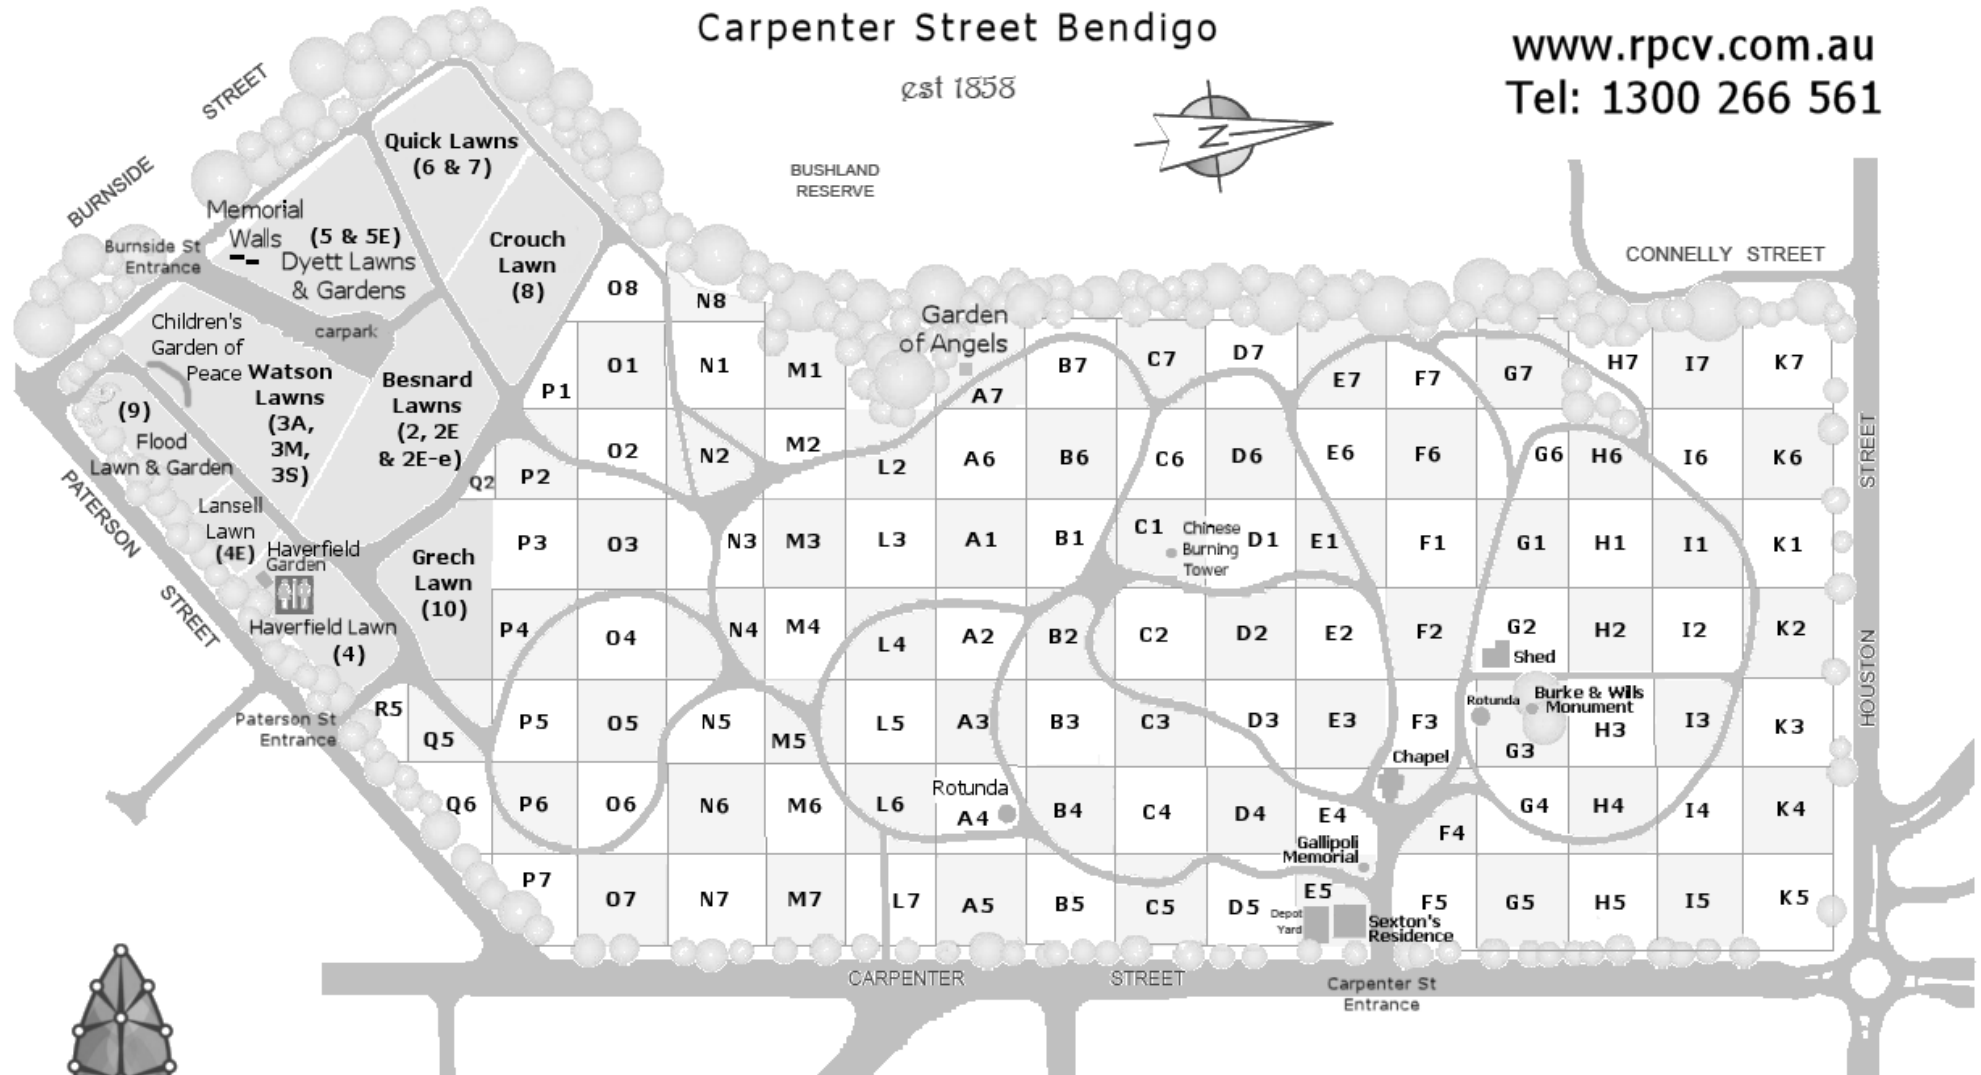 Carpenter Street Bendigo
est 1858
www.rpcv.com.au
Tel: 1300 266 561
N
BUSHLAND
RESERVE
BURNSIDE STREET
CONNELLY STREET
HOUSTON STREET
PATERSON STREET
CARPENTER STREET
Quick Lawns
(6 & 7)
Memorial
Walls
(5 & 5E)
Dyett Lawns
& Gardens
Burnside St
Entrance
Crouch
Lawn
(8)
carpark
Children's
Garden of
Peace
Watson
Lawns
(3A,
3M,
3S)
Besnard
Lawns
(2, 2E
& 2E-e)
(9)
Flood
Lawn & Garden
Lansell
Lawn
(4E)
Haverfield
Garden
Haverfield Lawn
(4)
Grech
Lawn
(10)
Paterson St
Entrance
Garden
of Angels
O8 N8
P1 O1 N1 M1 A7 B7 C7 D7 E7 F7 G7 H7 I7 K7
Q2 P2 O2 N2 M2 L2 A6 B6 C6 D6 E6 F6 G6 H6 I6 K6
P3 O3 N3 M3 L3 A1 B1 C1 D1 E1 F1 G1 H1 I1 K1
Chinese
Burning
Tower
P4 O4 N4 M4 L4 A2 B2 C2 D2 E2 F2 G2 H2 I2 K2
Shed
R5 Q5 P5 O5 N5 M5 L5 A3 B3 C3 D3 E3 F3 G3 H3 I3 K3
Rotunda
Burke & Wills
Monument
Chapel
Q6 P6 O6 N6 M6 L6 A4 B4 C4 D4 E4 F4 G4 H4 I4 K4
Rotunda
Gallipoli
Memorial
P7 O7 N7 M7 L7 A5 B5 C5 D5 E5 F5 G5 H5 I5 K5
Depot
Yard
Sexton's
Residence
Carpenter St
Entrance